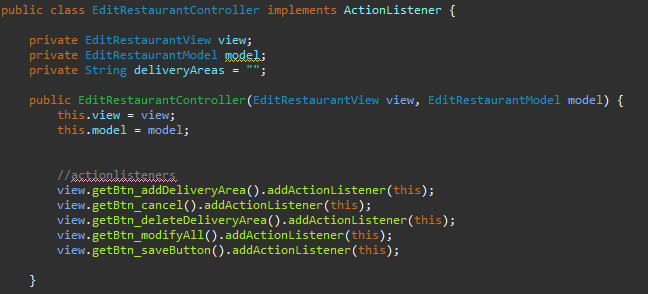 public class EditRestaurantController implements ActionListener {
private EditRestaurantView view;
private EditRestaurantModel model;
private String deliveryAreas = "";
public EditRestaurantController(EditRestaurantView view, EditRestaurantModel model) {
this.view = view;
this.model = model;
//actionlisteners
view.getBtn_addDeliveryArea().addActionListener(this);
view.getBtn_cancel().addActionListener(this);
view.getBtn_deleteDeliveryArea().addActionListener(this);
view.getBtn_modifyAll().addActionListener(this);
view.getBtn_saveButton().addActionListener(this);
}